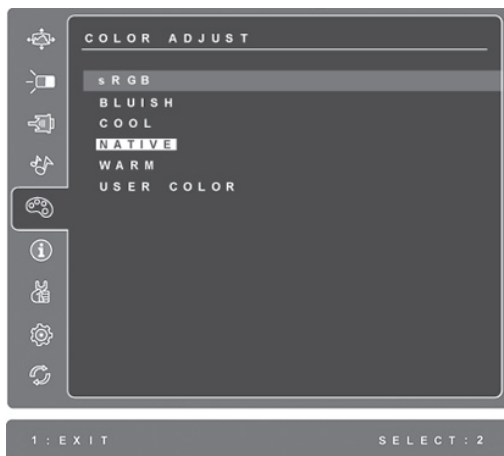 COLOR ADJUST
sRGB
BLUISH
COOL
NATIVE
WARM
USER COLOR
1:EXIT SELECT:2